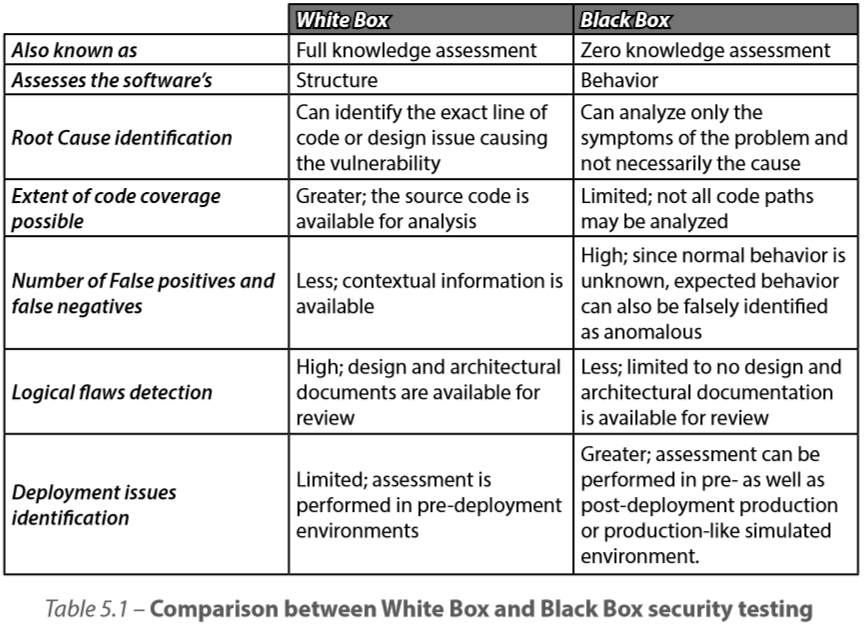 White Box Black Box
Also known as Full knowledge assessment Zero knowledge assessment
Assesses the software's Structure Behavior
Root Cause identification
Can identify the exact line of
code or design issue causing
the vulnerability
Can analyze only the
symptoms of the problem and
not necessarily the cause
Extent of code coverage
possible
Greater; the source code is
available for analysis
Limited; not all code paths
may be analyzed
Number of False positives and
false negatives
Less; contextual information is
available
High; since normal behavior is
unknown, expected behavior
can also be falsely identified
as anomalous
Logical flaws detection
High; design and architectural
documents are available for
review
Less; limited to no design and
architectural documentation
is available for review
Deployment issues
identification
Limited; assessment is
performed in pre-deployment
environments
Greater; assessment can be
performed in pre- as well as
post-deployment production
or production-like simulated
environment.
Table 5.1 – Comparison between White Box and Black Box security testing